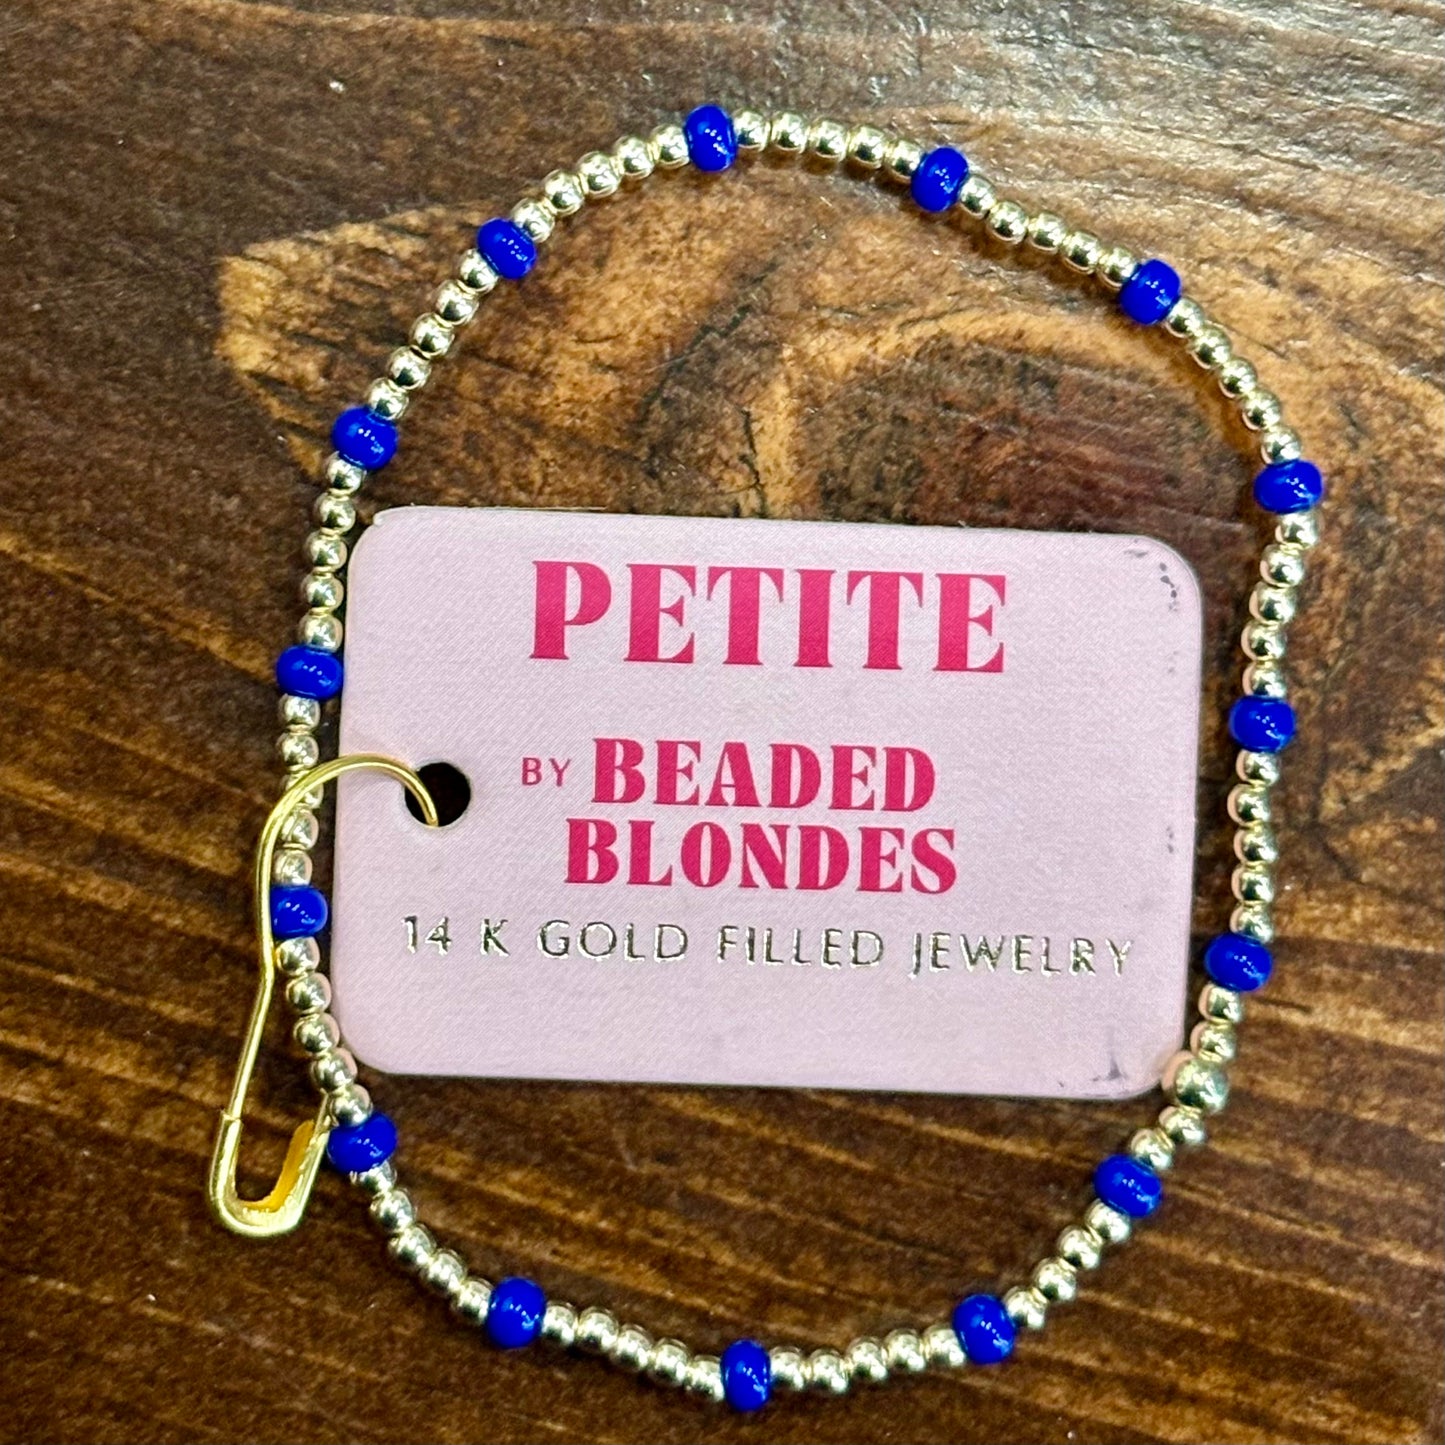 PETITE
BY BEADED
BLONDES
14 K GOLD FILLED JEWELRY